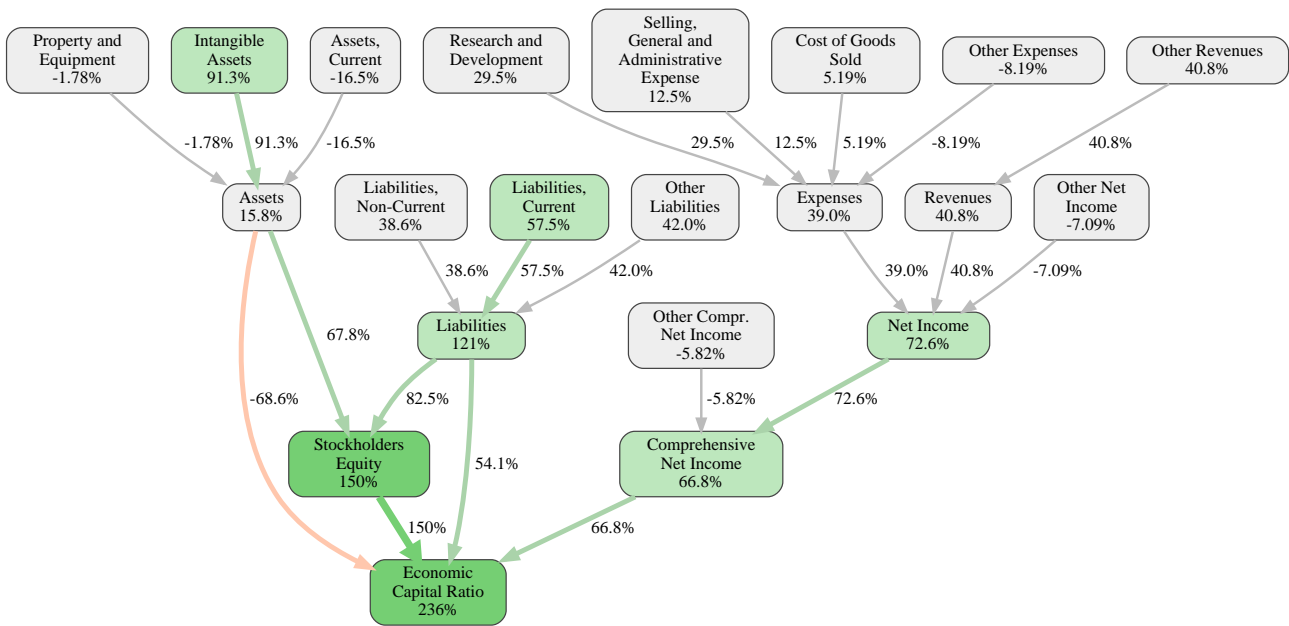 Property and
Equipment
-1.78%
Intangible
Assets
91.3%
Assets,
Current
-16.5%
Research and
Development
29.5%
Selling,
General and
Administrative
Expense
12.5%
Cost of Goods
Sold
5.19%
Other Expenses
-8.19%
Other Revenues
40.8%
-1.78%
91.3%
-16.5%
29.5%
12.5%
5.19%
-8.19%
40.8%
Assets
15.8%
Liabilities,
Non-Current
38.6%
Liabilities,
Current
57.5%
Other
Liabilities
42.0%
Expenses
39.0%
Revenues
40.8%
Other Net
Income
-7.09%
38.6%
57.5%
42.0%
39.0%
40.8%
-7.09%
67.8%
Liabilities
121%
Other Compr.
Net Income
-5.82%
Net Income
72.6%
-68.6%
82.5%
-5.82%
72.6%
Stockholders
Equity
150%
54.1%
Comprehensive
Net Income
66.8%
150%
66.8%
Economic
Capital Ratio
236%